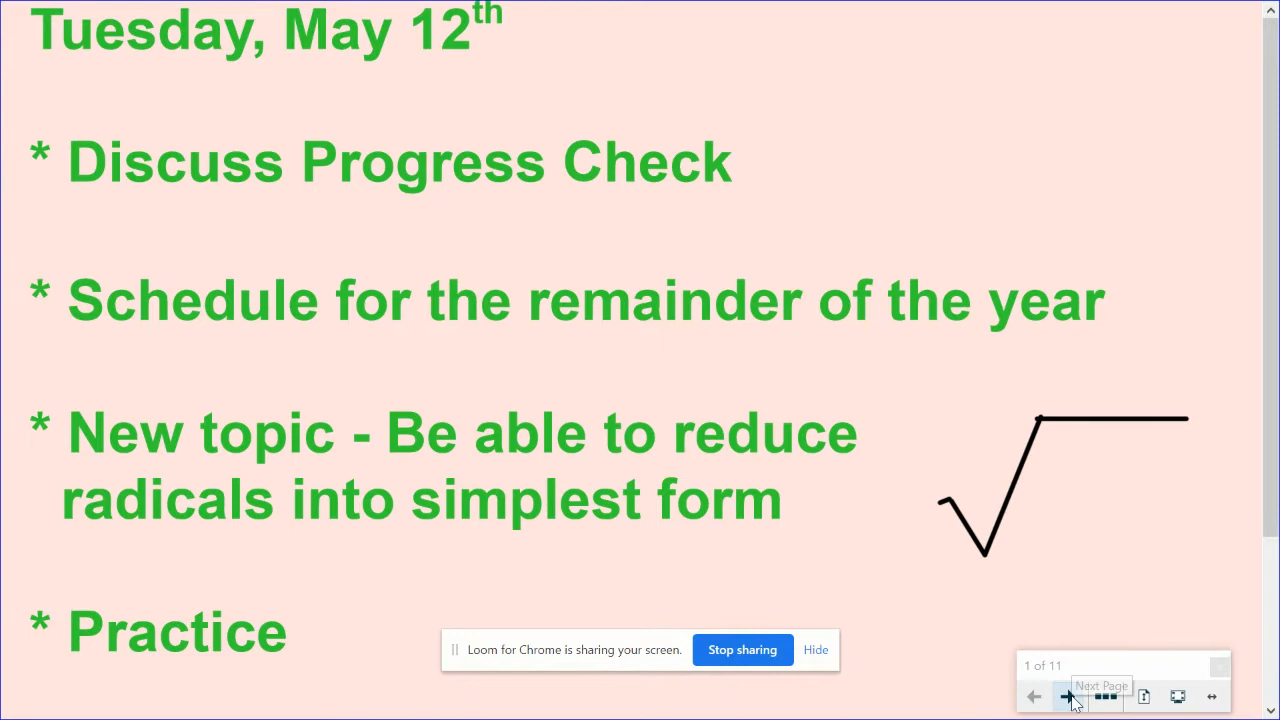 Tuesday, May 12th
* Discuss Progress Check
* Schedule for the remainder of the year
* New topic - Be able to reduce
radicals into simplest form
* Practice
Loom for Chrome is sharing your screen. Stop sharing Hide
1 of 11
Next Page